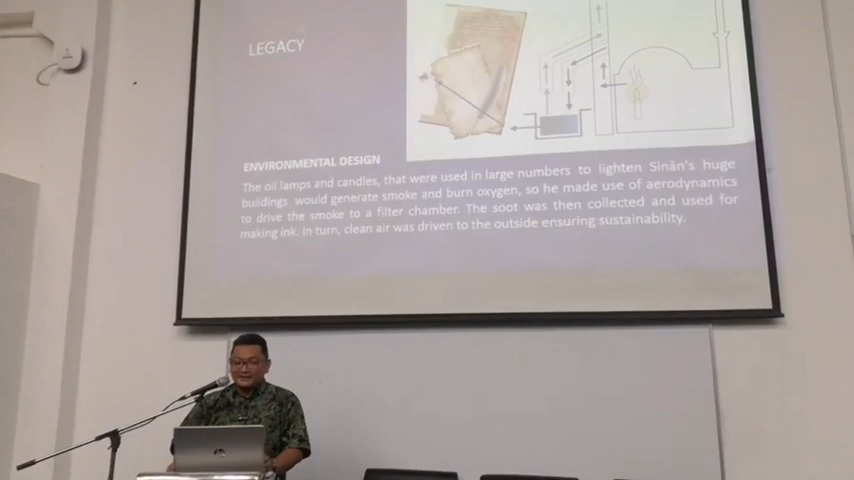 LEGACY
ENVIRONMENTAL DESIGN
The oil lamps and candles, that were used in large numbers to lighten Sinān's huge
buildings would generate smoke and burn oxygen, so he made use of aerodynamics
to drive the smoke to a filter chamber. The soot was then collected and used for
making ink. In turn, clean air was driven to the outside ensuring sustainability.
hp